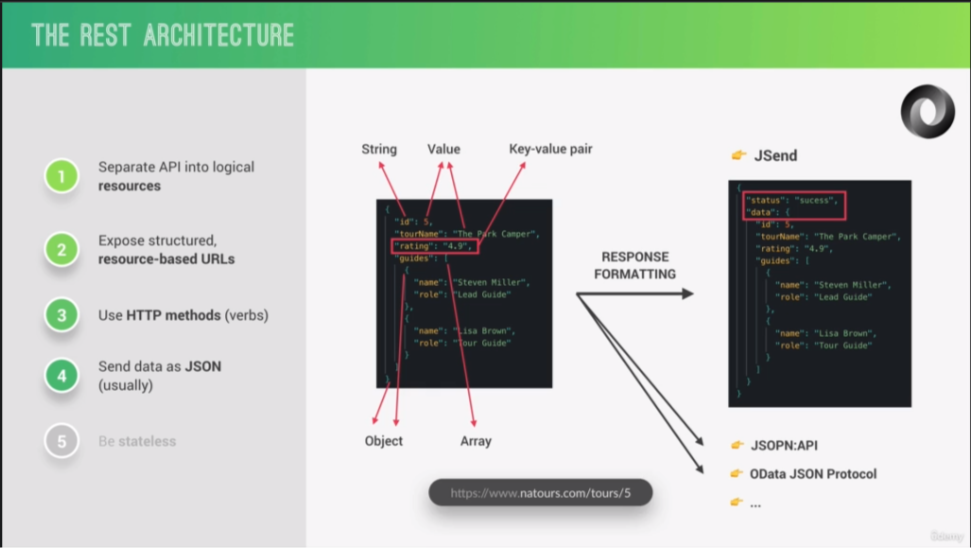 THE REST ARCHITECTURE
1
Separate API into logical
resources
2
Expose structured,
resource-based URLs
3
Use HTTP methods (verbs)
4
Send data as JSON
(usually)
5
Be stateless
String
Value
Key-value pair
{
"id": 5,
"tourName": "The Park Camper",
"rating": "4.9",
"guides": [
{
"name": "Steven Miller",
"role": "Lead Guide"
},
{
"name": "Lisa Brown",
"role": "Tour Guide"
}
]
}
Object
Array
https://www.natours.com/tours/5
RESPONSE
FORMATTING
JSend
{
"status": "sucess",
"data": {
"id": 5,
"tourName": "The Park Camper",
"rating": "4.9",
"guides": [
{
"name": "Steven Miller",
"role": "Lead Guide"
},
{
"name": "Lisa Brown",
"role": "Tour Guide"
}
]
}
}
JSOPN:API
OData JSON Protocol
...
Udemy